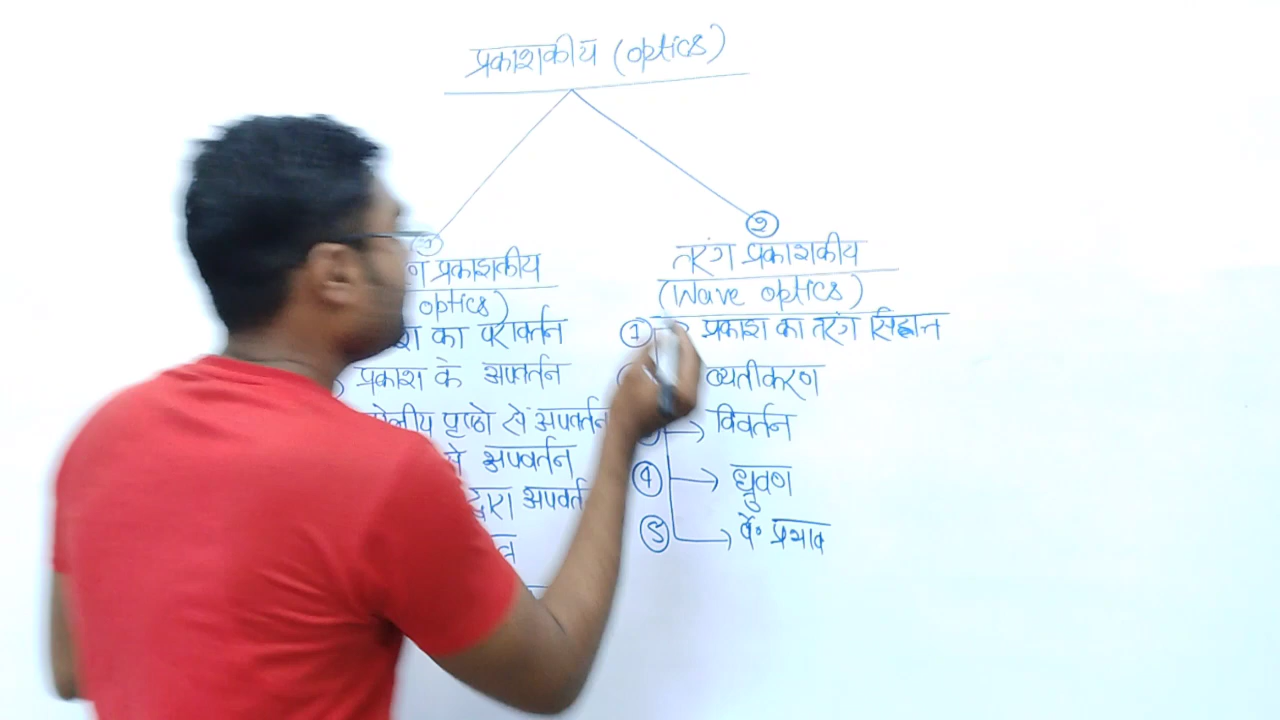 प्रकाशकीय (optics)
प्रकाशकीय
optics)
का परावर्तन
प्रकाश के अपवर्तन
पृष्ठो से अपवर्तन
से अपवर्तन
द्वारा
२
तरंग प्रकाशकीय
(Wave optics)
① प्रकाश का तरंग सिद्धान्त
व्यतीकरण
विवर्तन
④ ध्रुवण
⑤ वै॰ प्रभाव